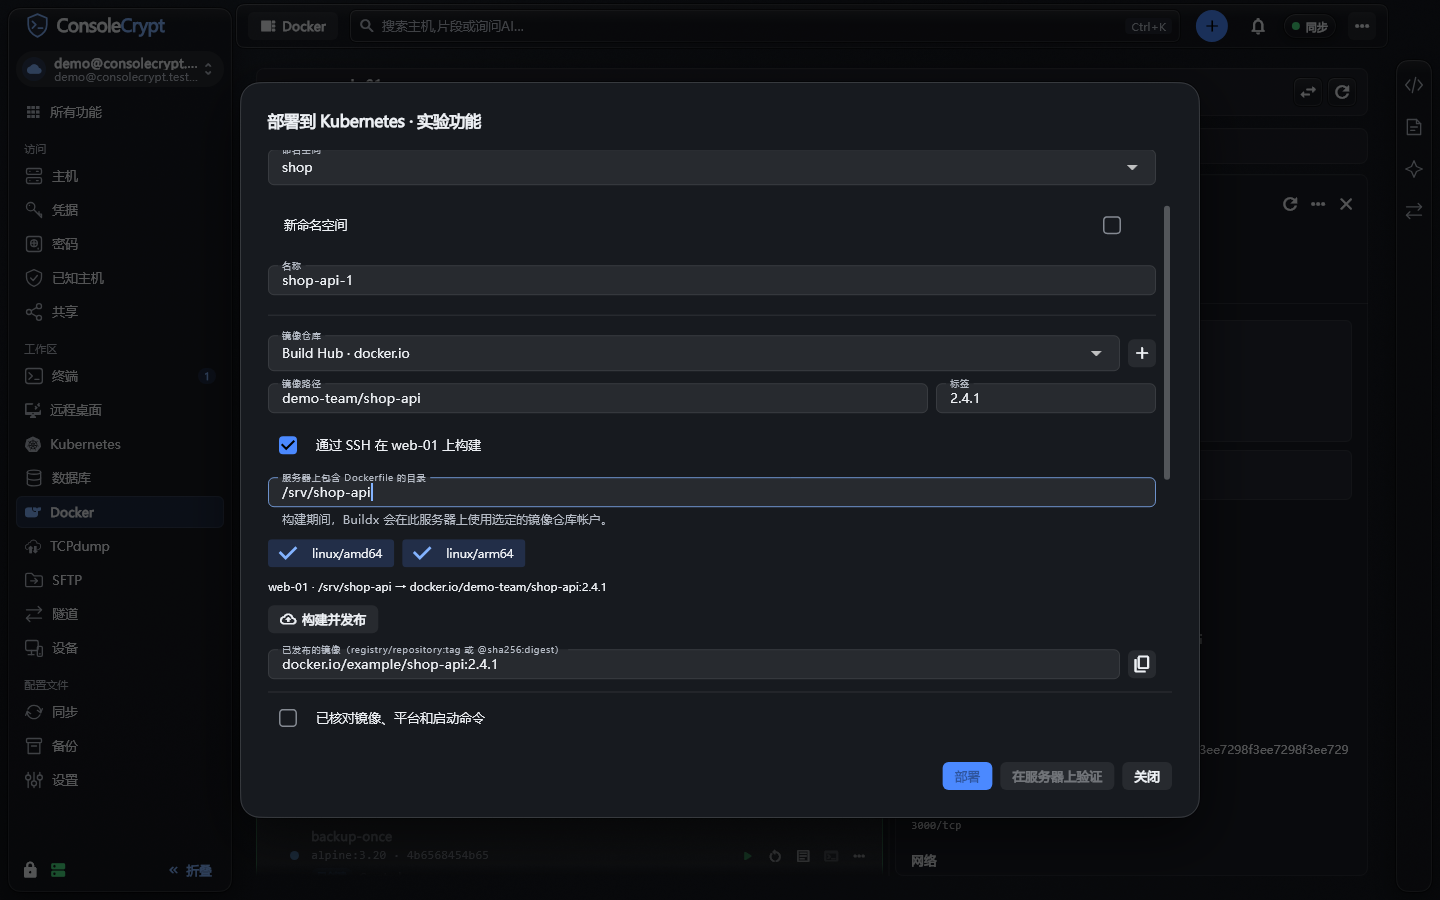 ConsoleCrypt
demo@consolecrypt....
demo@consolecrypt.test...
所有功能
访问
主机
凭据
密码
已知主机
共享
工作区
终端
1
远程桌面
Kubernetes
数据库
Docker
TCPdump
SFTP
隧道
设备
配置文件
同步
备份
设置
« 折叠
Docker
搜索主机,片段或询问AI...
Ctrl+K
同步
部署到 Kubernetes · 实验功能
命名空间
shop
新命名空间
名称
shop-api-1
镜像仓库
Build Hub · docker.io
镜像路径
demo-team/shop-api
标签
2.4.1
通过 SSH 在 web-01 上构建
服务器上包含 Dockerfile 的目录
/srv/shop-api
构建期间，Buildx 会在此服务器上使用选定的镜像仓库帐户。
linux/amd64
linux/arm64
web-01 · /srv/shop-api → docker.io/demo-team/shop-api:2.4.1
构建并发布
已发布的镜像（registry/repository:tag 或 @sha256:digest）
docker.io/example/shop-api:2.4.1
已核对镜像、平台和启动命令
部署
在服务器上验证
关闭
3ee7298f3ee7298f3ee729
backup-once
alpine:3.20 - 4b6568454b65
3000/tcp
网络